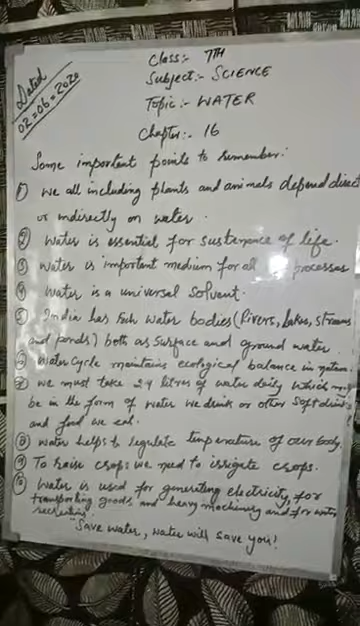 Dated
02=06=2020
Class:- 7TH
Subject:- SCIENCE
Topic:- WATER
Chapter:- 16
Some important points to remember:
① We all including plants and animals depend direct
or indirectly on water.
② Water is essential for sustenance of life.
③ Water is important medium for all processes
④ Water is a universal solvent.
⑤ India has rich water bodies (Rivers, Lakes, Streams
and ponds) both as surface and ground water.
⑥ Water cycle maintains ecological balance in nature.
⑦ We must take 24 litres of water daily which may
be in the form of water we drink or other soft drinks
and food we eat.
⑧ Water helps to regulate temperature of our body.
⑨ To raise crops we need to irrigate crops.
⑩ Water is used for generating electricity, for
transporting goods and heavy machinery and for water
recreation.
"Save water, water will save you!